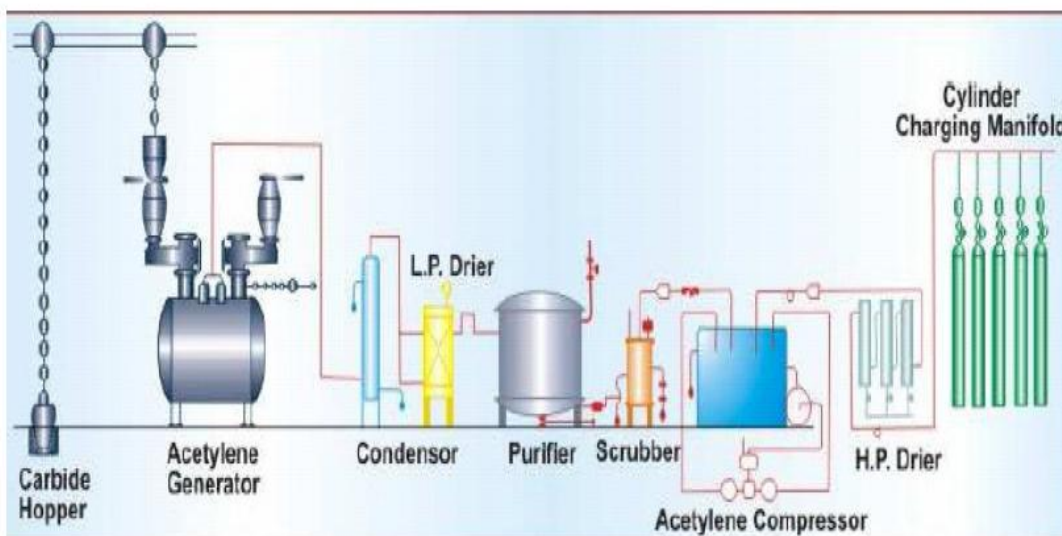 Cylinder
Charging Manifold
L.P. Drier
Carbide
Hopper
Acetylene
Generator
Condensor
Purifier
Scrubber
Acetylene Compressor
H.P. Drier